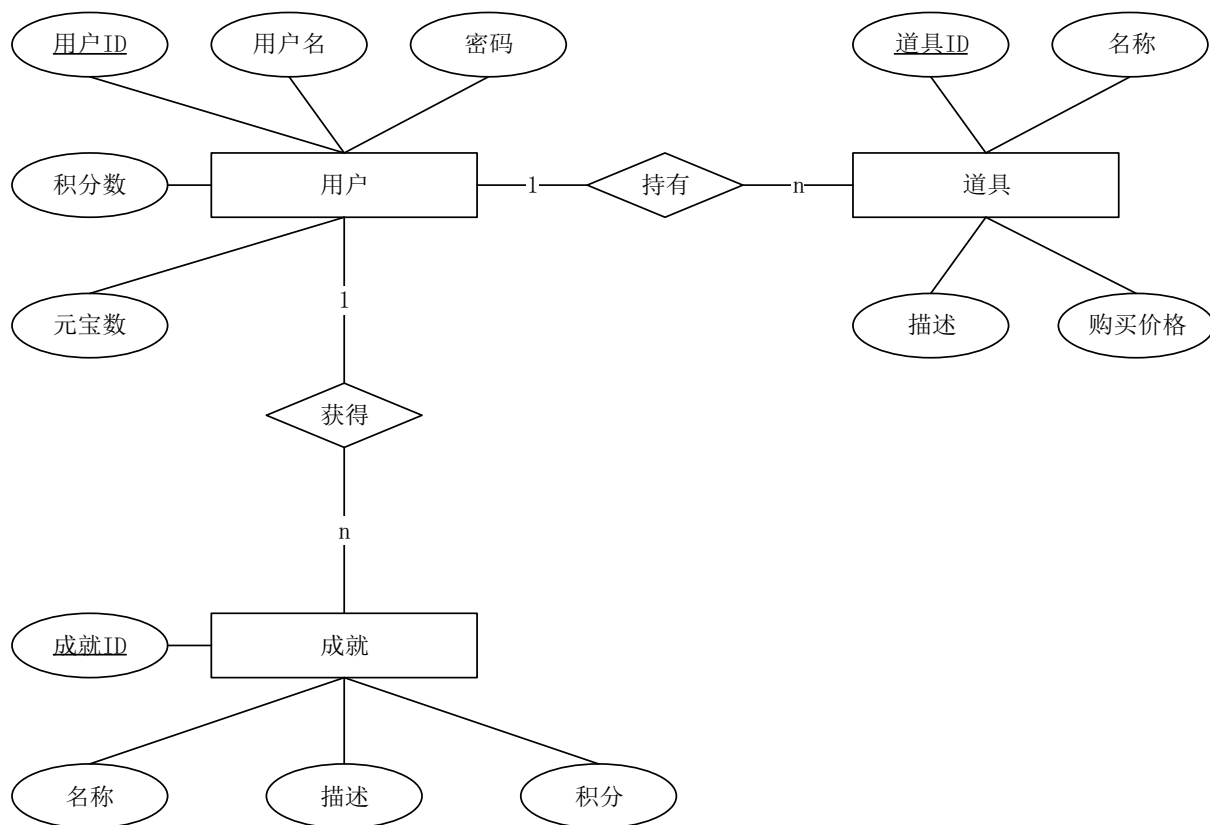 用户ID
用户名
密码
道具ID
名称
积分数
用户
1
持有
n
道具
元宝数
1
描述
购买价格
获得
n
成就ID
成就
名称
描述
积分